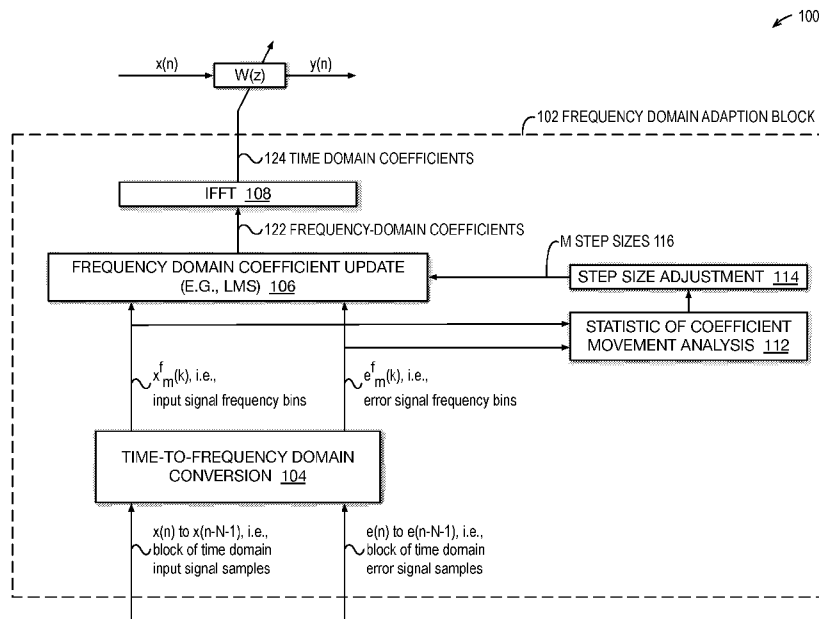 100
x(n)
W(z)
y(n)
102 FREQUENCY DOMAIN ADAPTION BLOCK
124 TIME DOMAIN COEFFICIENTS
IFFT 108
122 FREQUENCY-DOMAIN COEFFICIENTS
M STEP SIZES 116
FREQUENCY DOMAIN COEFFICIENT UPDATE
(E.G., LMS) 106
STEP SIZE ADJUSTMENT 114
STATISTIC OF COEFFICIENT
MOVEMENT ANALYSIS 112
x^f_m(k), i.e.,
input signal frequency bins
e^f_m(k), i.e.,
error signal frequency bins
TIME-TO-FREQUENCY DOMAIN
CONVERSION 104
x(n) to x(n-N-1), i.e.,
block of time domain
input signal samples
e(n) to e(n-N-1), i.e.,
block of time domain
error signal samples